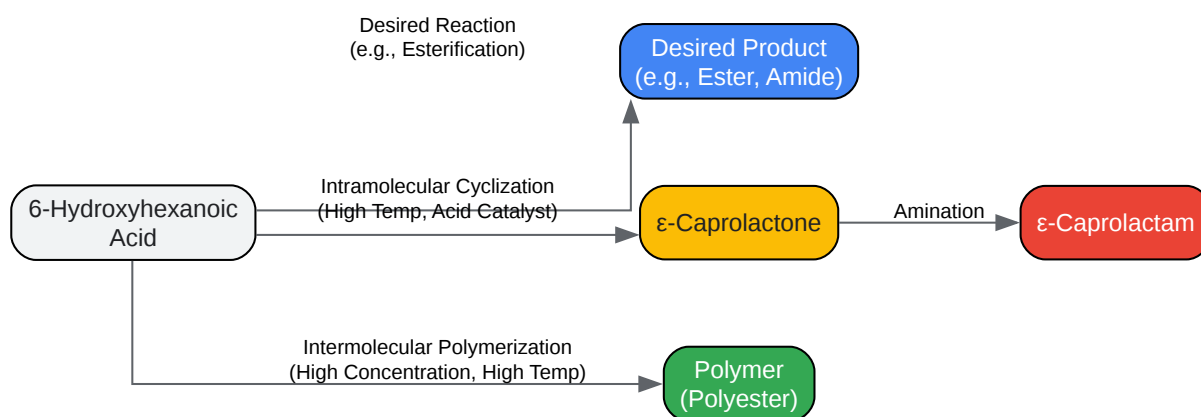 Desired Reaction
(e.g., Esterification)
Desired Product
(e.g., Ester, Amide)
6-Hydroxyhexanoic
Acid
Intramolecular Cyclization
(High Temp, Acid Catalyst)
ε-Caprolactone
Amination
ε-Caprolactam
Intermolecular Polymerization
(High Concentration, High Temp)
Polymer
(Polyester)